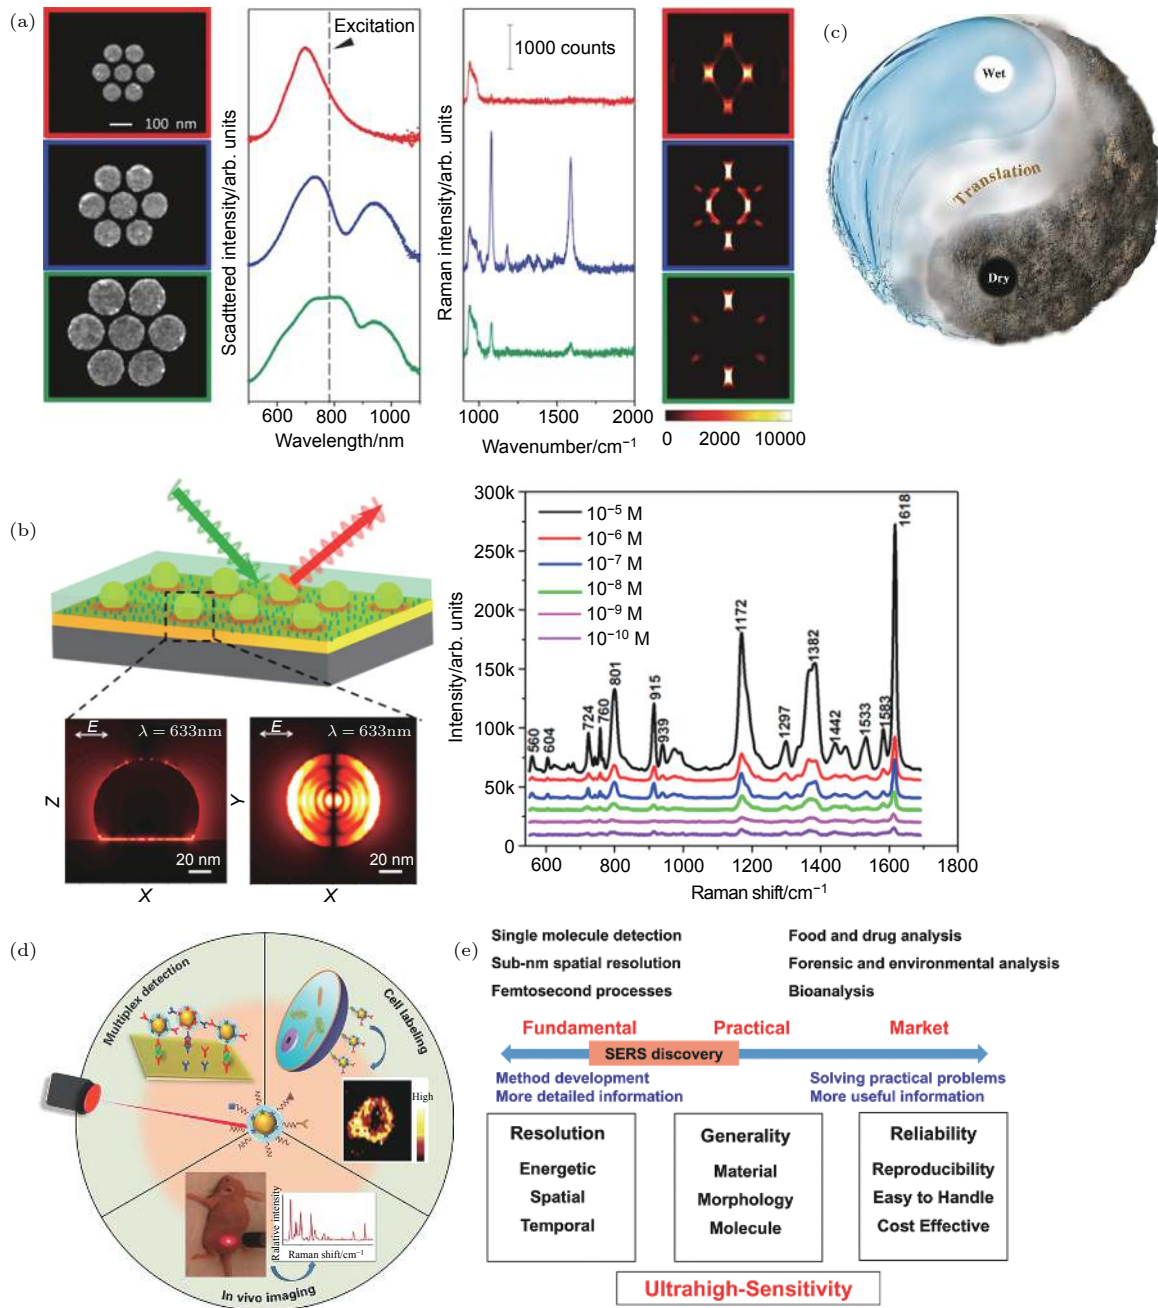 (a)
100 nm
Excitation
Scadttered intensity/arb. units
600 800 1000
Wavelength/nm
1000 counts
Raman intensity/arb. units
1000 1500 2000
Wavenumber/cm⁻¹
0 2000 10000
(c)
Wet
Translation
Dry
(b)
E λ = 633nm
Z
20 nm
X
E λ = 633nm
Y
20 nm
X
300k
250k
200k
150k
100k
50k
0
Intensity/arb. units
10⁻⁵ M
10⁻⁶ M
10⁻⁷ M
10⁻⁸ M
10⁻⁹ M
10⁻¹⁰ M
560
604
724
760
801
915
939
1172
1297
1382
1442
1533
1583
1618
600 800 1000 1200 1400 1600 1800
Raman shift/cm⁻¹
(d)
Multiplex detection
Cell labeling
High
Ralative intensity
Raman shift/cm⁻¹
In vivo imaging
(e)
Single molecule detection
Sub-nm spatial resolution
Femtosecond processes
Food and drug analysis
Forensic and environmental analysis
Bioanalysis
Fundamental Practical Market
SERS discovery
Method development
More detailed information
Solving practical problems
More useful information
Resolution
Energetic
Spatial
Temporal
Generality
Material
Morphology
Molecule
Reliability
Reproducibility
Easy to Handle
Cost Effective
Ultrahigh-Sensitivity